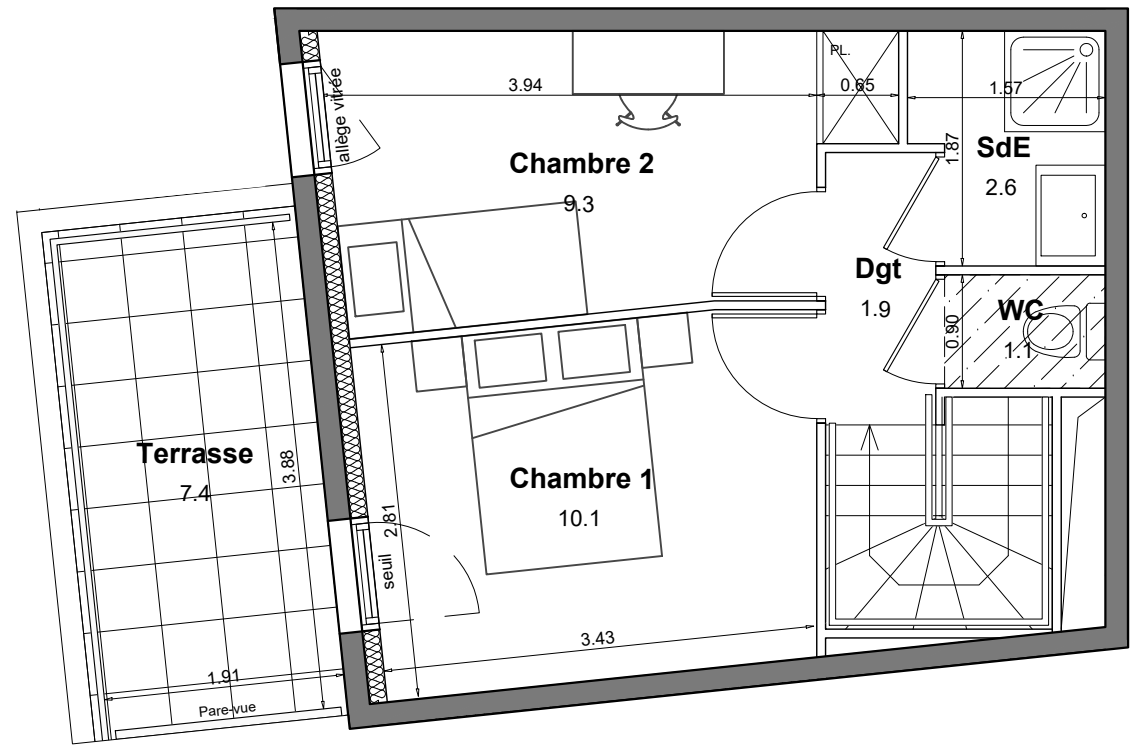 PL.
allège vitrée
3.94
0.65
1.57
Chambre 2
9.3
1.87
SdE
2.6
Dgt
1.9
WC
1.1
0.90
Terrasse
7.4
3.88
Chambre 1
10.1
2.81
seuil
3.43
1.91
Pare-vue